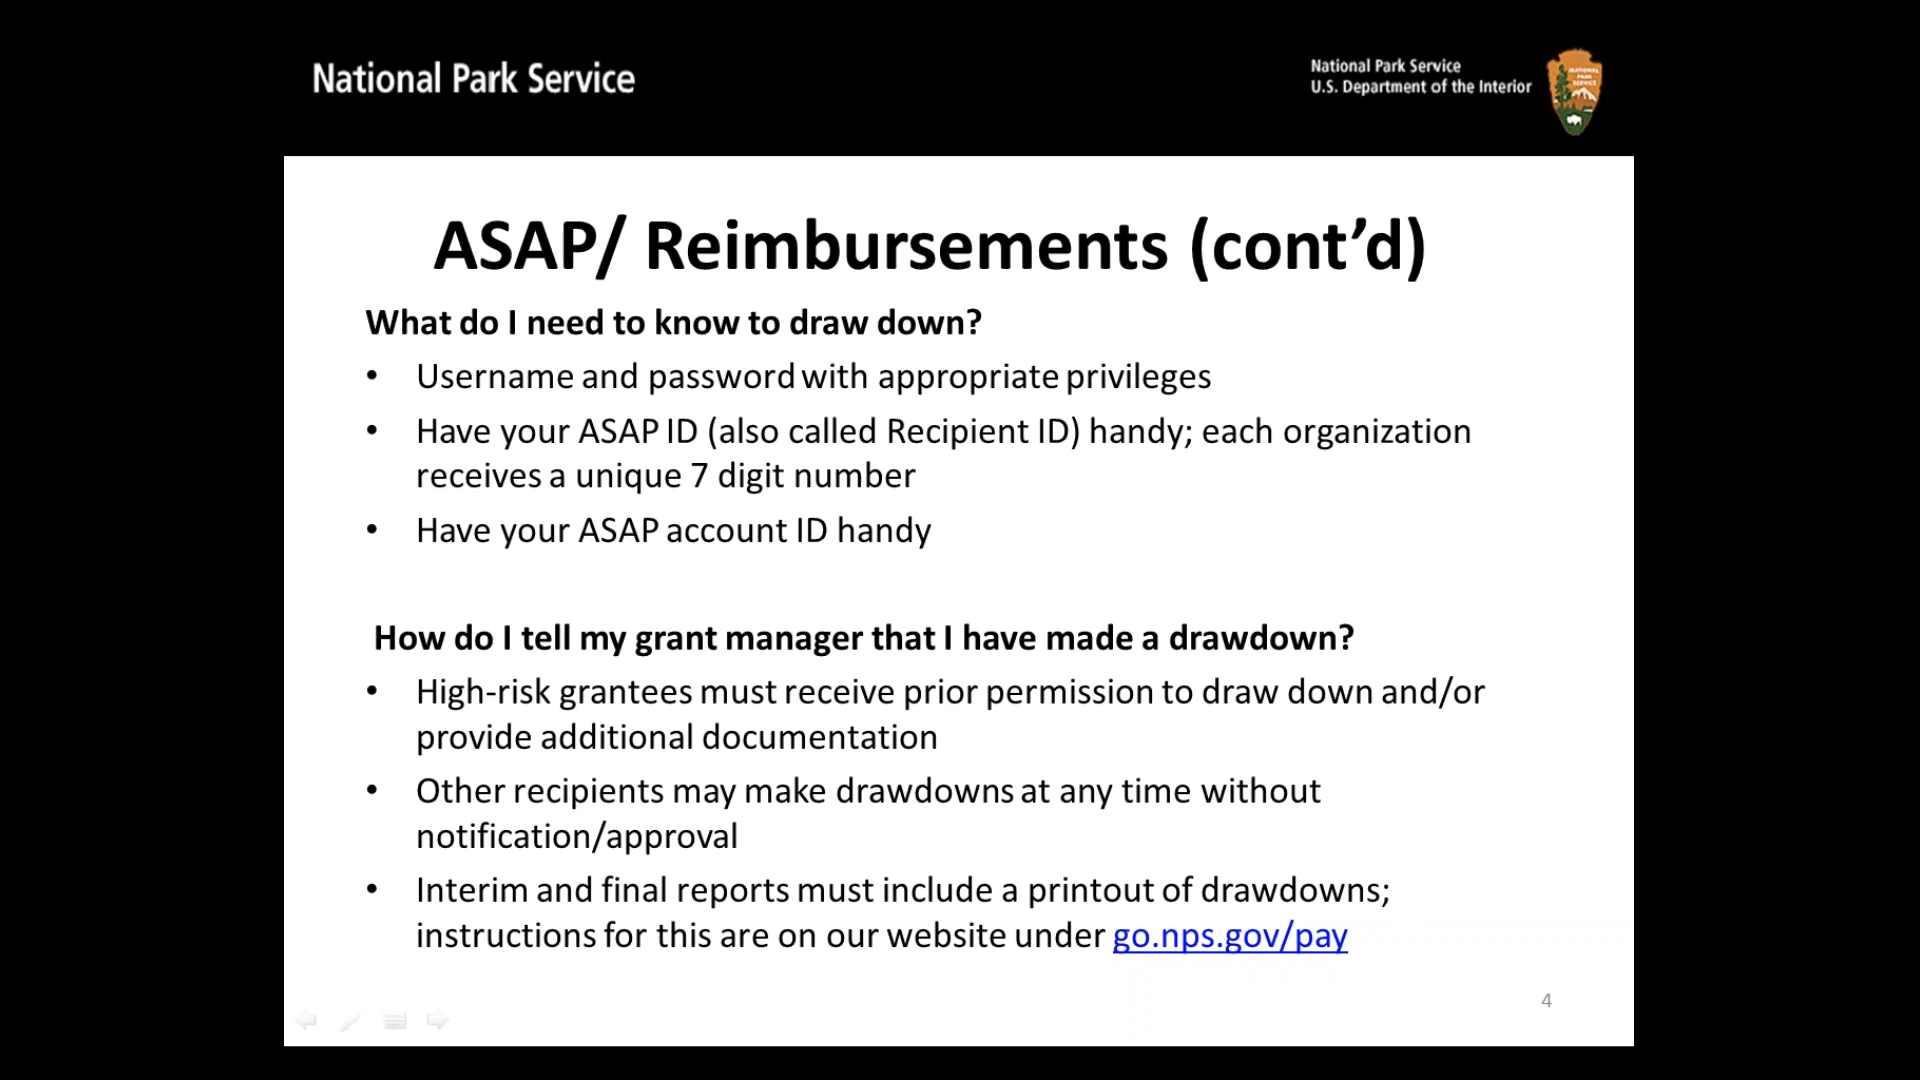 National Park Service
National Park Service
U.S. Department of the Interior
NATIONAL
PARK
SERVICE
ASAP/ Reimbursements (cont’d)
What do I need to know to draw down?
• Username and password with appropriate privileges
• Have your ASAP ID (also called Recipient ID) handy; each organization
receives a unique 7 digit number
• Have your ASAP account ID handy
How do I tell my grant manager that I have made a drawdown?
• High-risk grantees must receive prior permission to draw down and/or
provide additional documentation
• Other recipients may make drawdowns at any time without
notification/approval
• Interim and final reports must include a printout of drawdowns;
instructions for this are on our website under go.nps.gov/pay
4